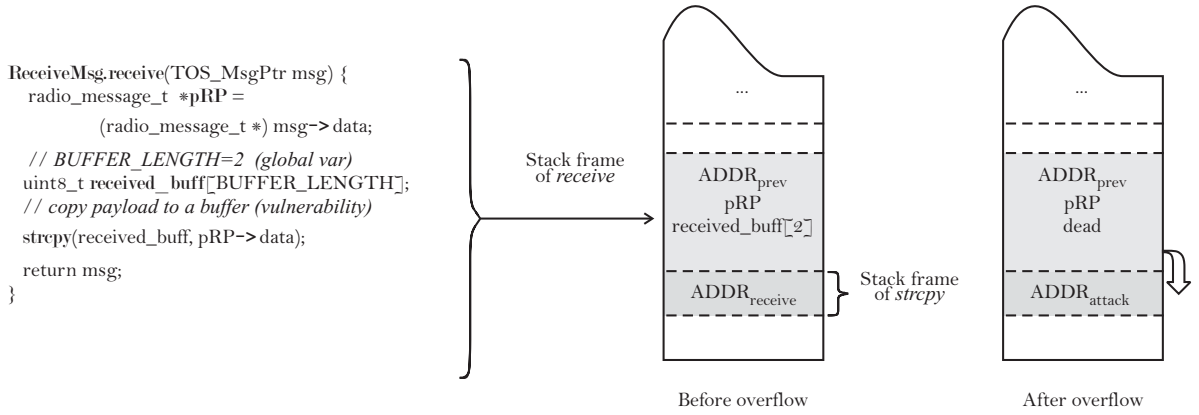 ReceiveMsg.receive(TOS_MsgPtr msg) {
radio_message_t *pRP =
(radio_message_t *) msg->data;
// BUFFER_LENGTH=2 (global var)
uint8_t received_buff[BUFFER_LENGTH];
// copy payload to a buffer (vulnerability)
strcpy(received_buff, pRP->data);
return msg;
}
Stack frame
of receive
...
ADDRprev
pRP
received_buff[2]
ADDRreceive
Stack frame
of strcpy
Before overflow
...
ADDRprev
pRP
dead
ADDRattack
After overflow